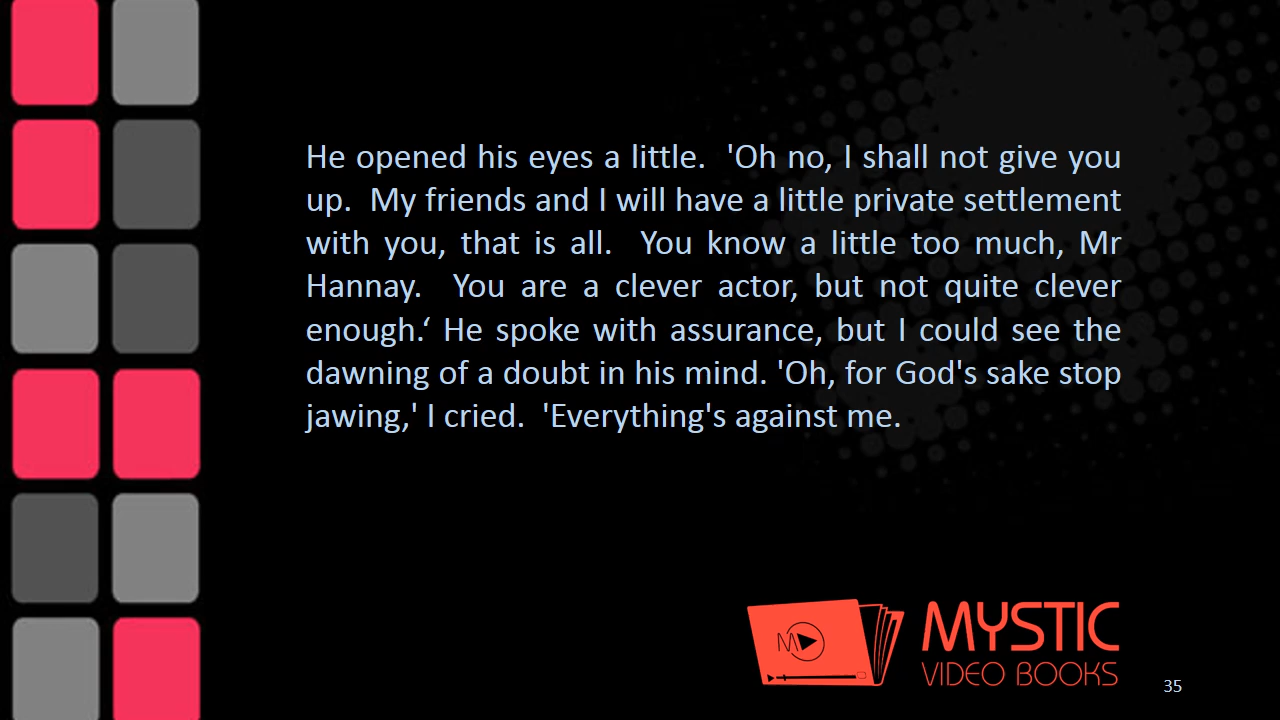 He opened his eyes a little.  'Oh no, I shall not give you
up.  My friends and I will have a little private settlement
with you, that is all.  You know a little too much, Mr
Hannay.  You are a clever actor, but not quite clever
enough.‘ He spoke with assurance, but I could see the
dawning of a doubt in his mind. 'Oh, for God's sake stop
jawing,' I cried.  'Everything's against me.
M
MYSTIC
VIDEO BOOKS
35